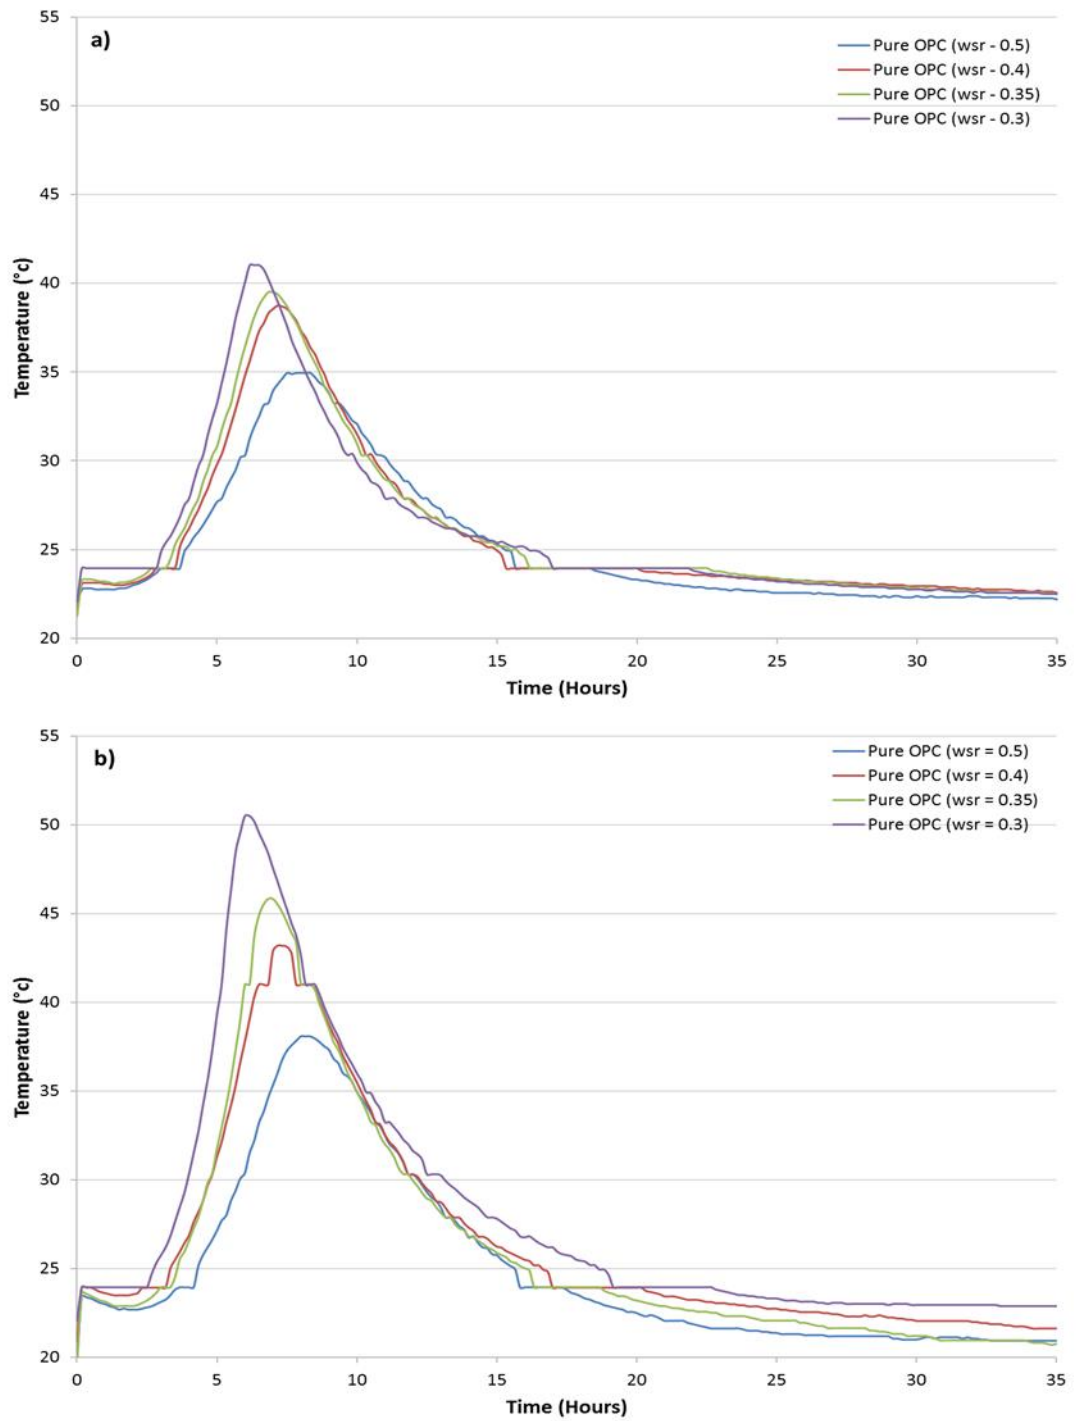 a)
Pure OPC (wsr - 0.5)
Pure OPC (wsr - 0.4)
Pure OPC (wsr - 0.35)
Pure OPC (wsr - 0.3)
55
50
45
40
35
30
25
20
Temperature (°c)
0 5 10 15 20 25 30 35
Time (Hours)
b)
Pure OPC (wsr = 0.5)
Pure OPC (wsr = 0.4)
Pure OPC (wsr = 0.35)
Pure OPC (wsr = 0.3)
55
50
45
40
35
30
25
20
Temperature (°c)
0 5 10 15 20 25 30 35
Time (Hours)